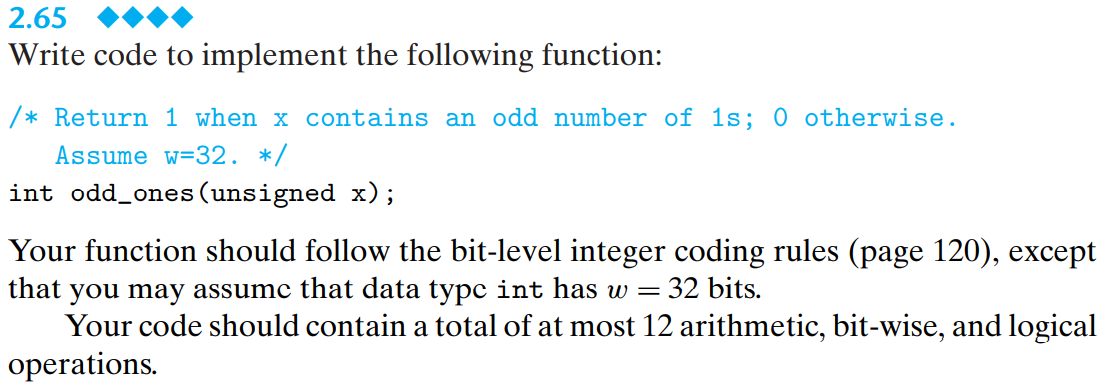 2.65 ◆◆◆◆
Write code to implement the following function:
/* Return 1 when x contains an odd number of 1s; 0 otherwise.
Assume w=32. */
int odd_ones(unsigned x);
Your function should follow the bit-level integer coding rules (page 120), except
that you may assume that data type int has w = 32 bits.
Your code should contain a total of at most 12 arithmetic, bit-wise, and logical
operations.